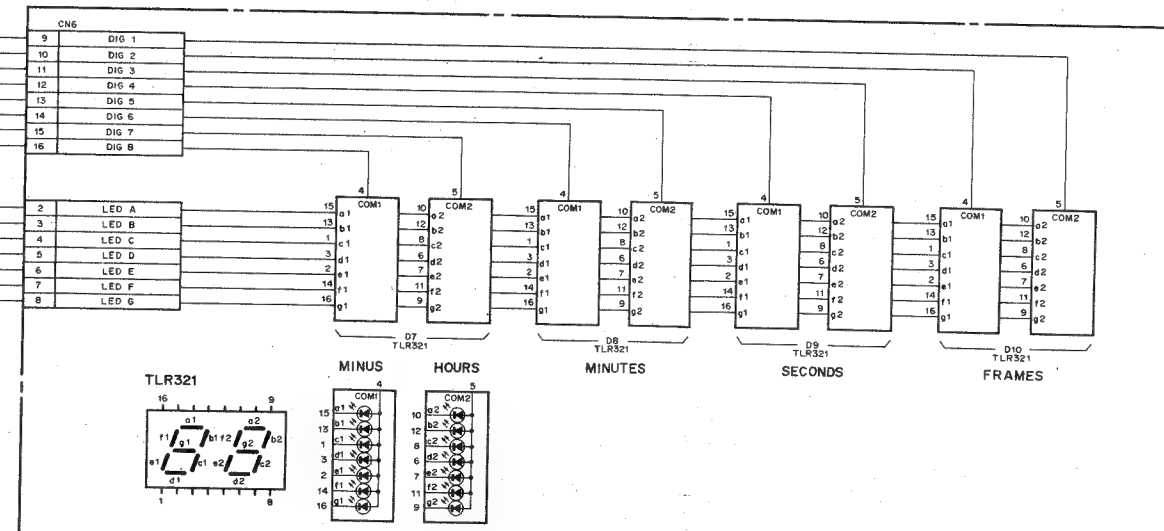 CN6
9 DIG 1
10 DIG 2
11 DIG 3
12 DIG 4
13 DIG 5
14 DIG 6
15 DIG 7
16 DIG 8
2 LED A
3 LED B
4 LED C
5 LED D
6 LED E
7 LED F
8 LED G
4 5 4 5 4 5 4 5
COM1 COM2 COM1 COM2 COM1 COM2 COM1 COM2
15 a1 10 a2 15 a1 10 a2 15 a1 10 a2 15 a1 10 a2
13 b1 12 b2 13 b1 12 b2 13 b1 12 b2 13 b1 12 b2
1 c1 8 c2 1 c1 8 c2 1 c1 8 c2 1 c1 8 c2
3 d1 6 d2 3 d1 6 d2 3 d1 6 d2 3 d1 6 d2
2 e1 7 e2 2 e1 7 e2 2 e1 7 e2 2 e1 7 e2
14 f1 11 f2 14 f1 11 f2 14 f1 11 f2 14 f1 11 f2
16 g1 9 g2 16 g1 9 g2 16 g1 9 g2 16 g1 9 g2
D7 D8 D9 D10
TLR321 TLR321 TLR321 TLR321
MINUS HOURS MINUTES SECONDS FRAMES
TLR321
16 9
a1 a2
f1 g1 b1 f2 g2 b2
e1 c1 e2 c2
d1 d2
1 8
4 5
COM1 COM2
15 a1 10 a2
13 b1 12 b2
1 c1 8 c2
3 d1 6 d2
2 e1 7 e2
14 f1 11 f2
16 g1 9 g2